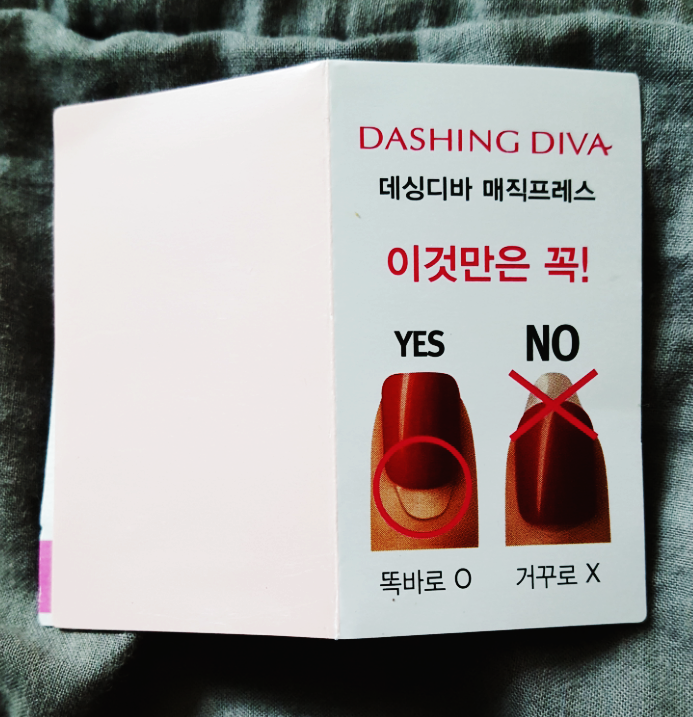 DASHING DIVA
데싱디바 매직프레스
이것만은 꼭!
YES NO
똑바로 O 거꾸로 X